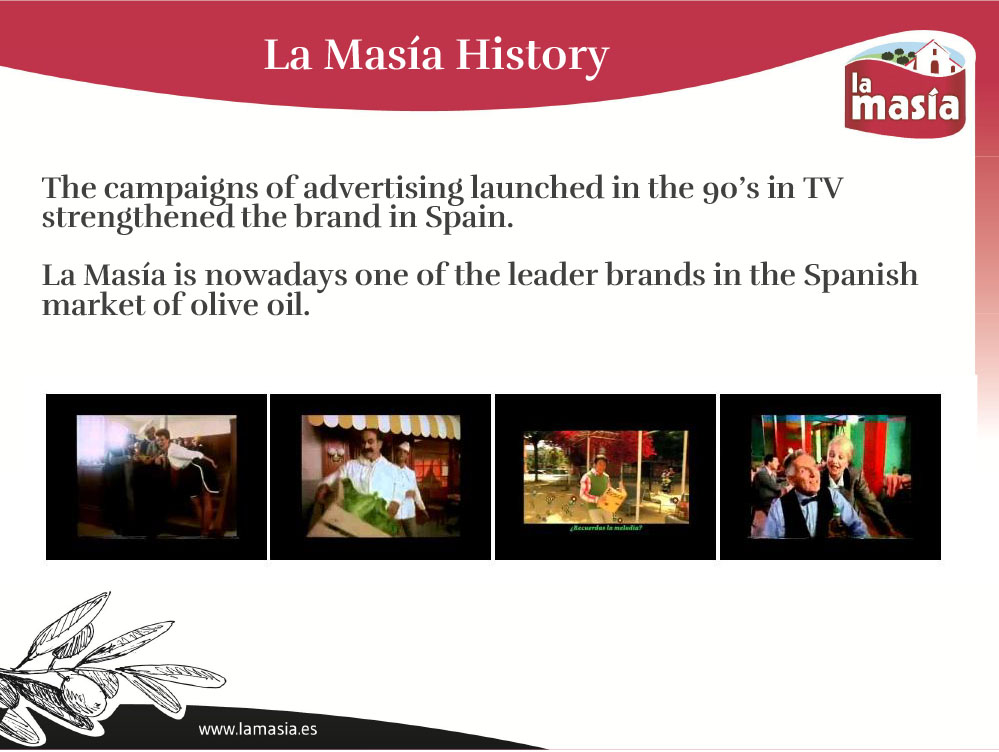 La Masía History
la
masía
The campaigns of advertising launched in the 90’s in TV
strengthened the brand in Spain.
La Masía is nowadays one of the leader brands in the Spanish
market of olive oil.
¿Recuerdas la melodía?
www.lamasia.es